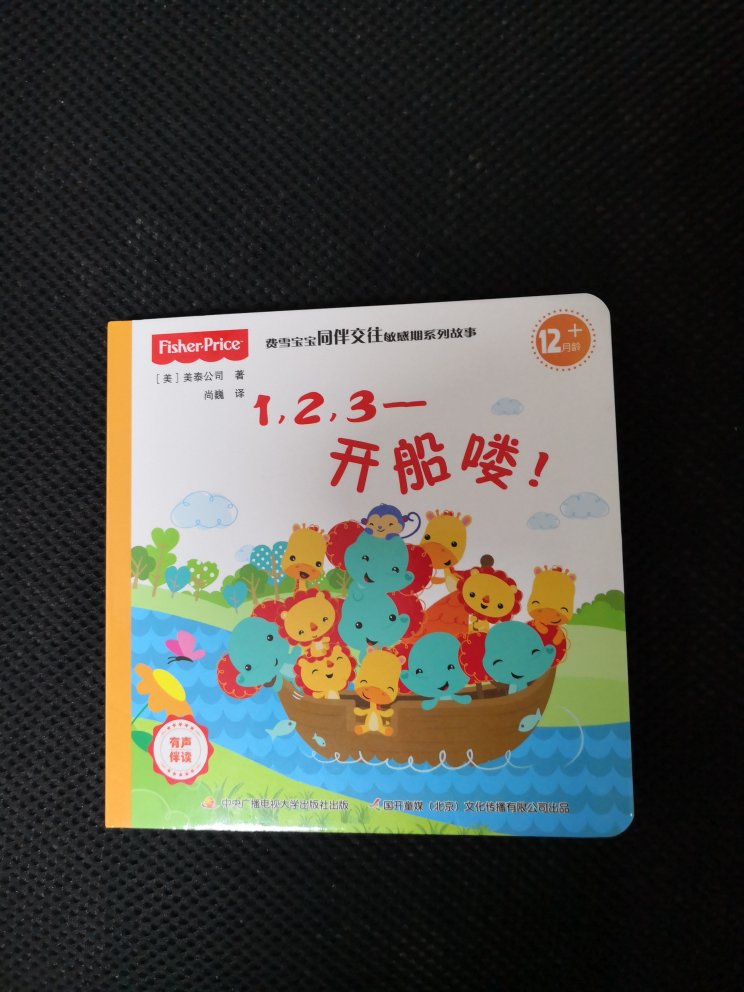 Fisher-Price
费雪宝宝同伴交往敏感期系列故事
12+
月龄
[美]美泰公司 著
尚巍 译
1,2,3—
开船喽!
有声
伴读
中央广播电视大学出版社出版
国开童媒(北京)文化传播有限公司出品